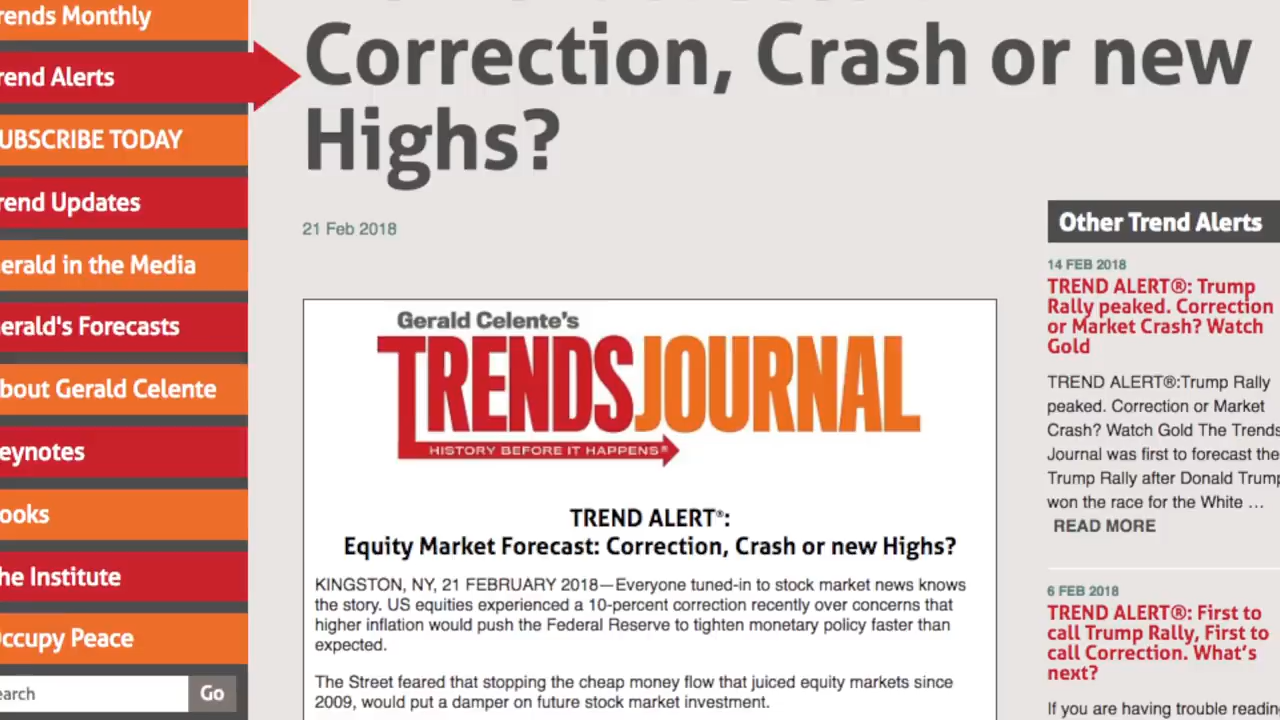 rends Monthly
rend Alerts
UBSCRIBE TODAY
rend Updates
erald in the Media
erald's Forecasts
bout Gerald Celente
eynotes
ooks
he Institute
ccupy Peace
earch
Go
Correction, Crash or new
Highs?
21 Feb 2018
Gerald Celente's
TRENDSJOURNAL
HISTORY BEFORE IT HAPPENS®
TREND ALERT®:
Equity Market Forecast: Correction, Crash or new Highs?
KINGSTON, NY, 21 FEBRUARY 2018—Everyone tuned-in to stock market news knows
the story. US equities experienced a 10-percent correction recently over concerns that
higher inflation would push the Federal Reserve to tighten monetary policy faster than
expected.
The Street feared that stopping the cheap money flow that juiced equity markets since
2009, would put a damper on future stock market investment.
Other Trend Alerts
14 FEB 2018
TREND ALERT®: Trump
Rally peaked. Correction
or Market Crash? Watch
Gold
TREND ALERT®:Trump Rally
peaked. Correction or Market
Crash? Watch Gold The Trends
Journal was first to forecast the
Trump Rally after Donald Trump
won the race for the White …
READ MORE
6 FEB 2018
TREND ALERT®: First to
call Trump Rally, First to
call Correction. What's
next?
If you are having trouble reading